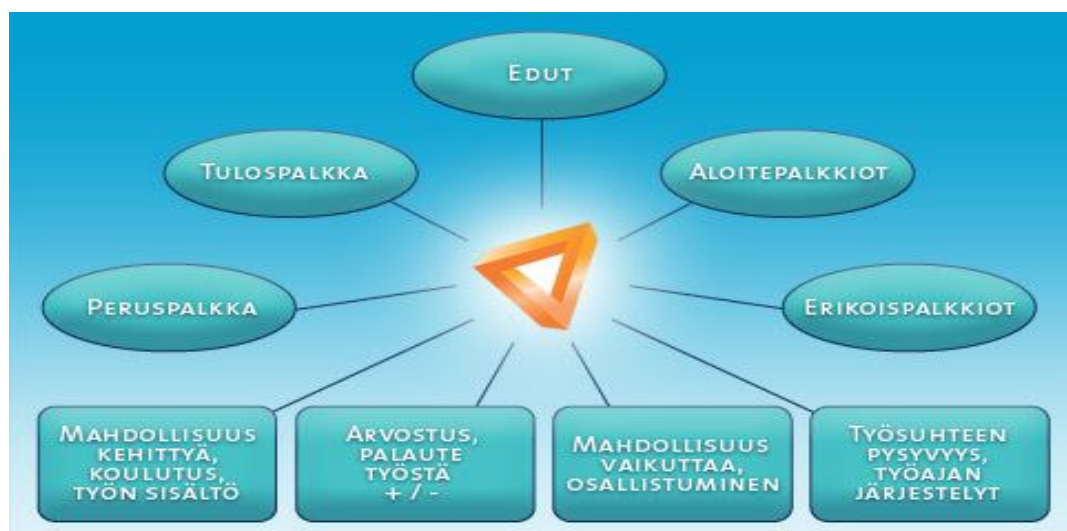 EDUT
TULOSPALKKA
ALOITEPALKKIOT
PERUSPALKKA
ERIKOISPALKKIOT
MAHDOLLISUUS
KEHITTYÄ,
KOULUTUS,
TYÖN SISÄLTÖ
ARVOSTUS,
PALAUTE
TYÖSTÄ
+ / -
MAHDOLLISUUS
VAIKUTTAA,
OSALLISTUMINEN
TYÖSUHTEEN
PYSYVYYS,
TYÖAJAN
JÄRJESTELYT